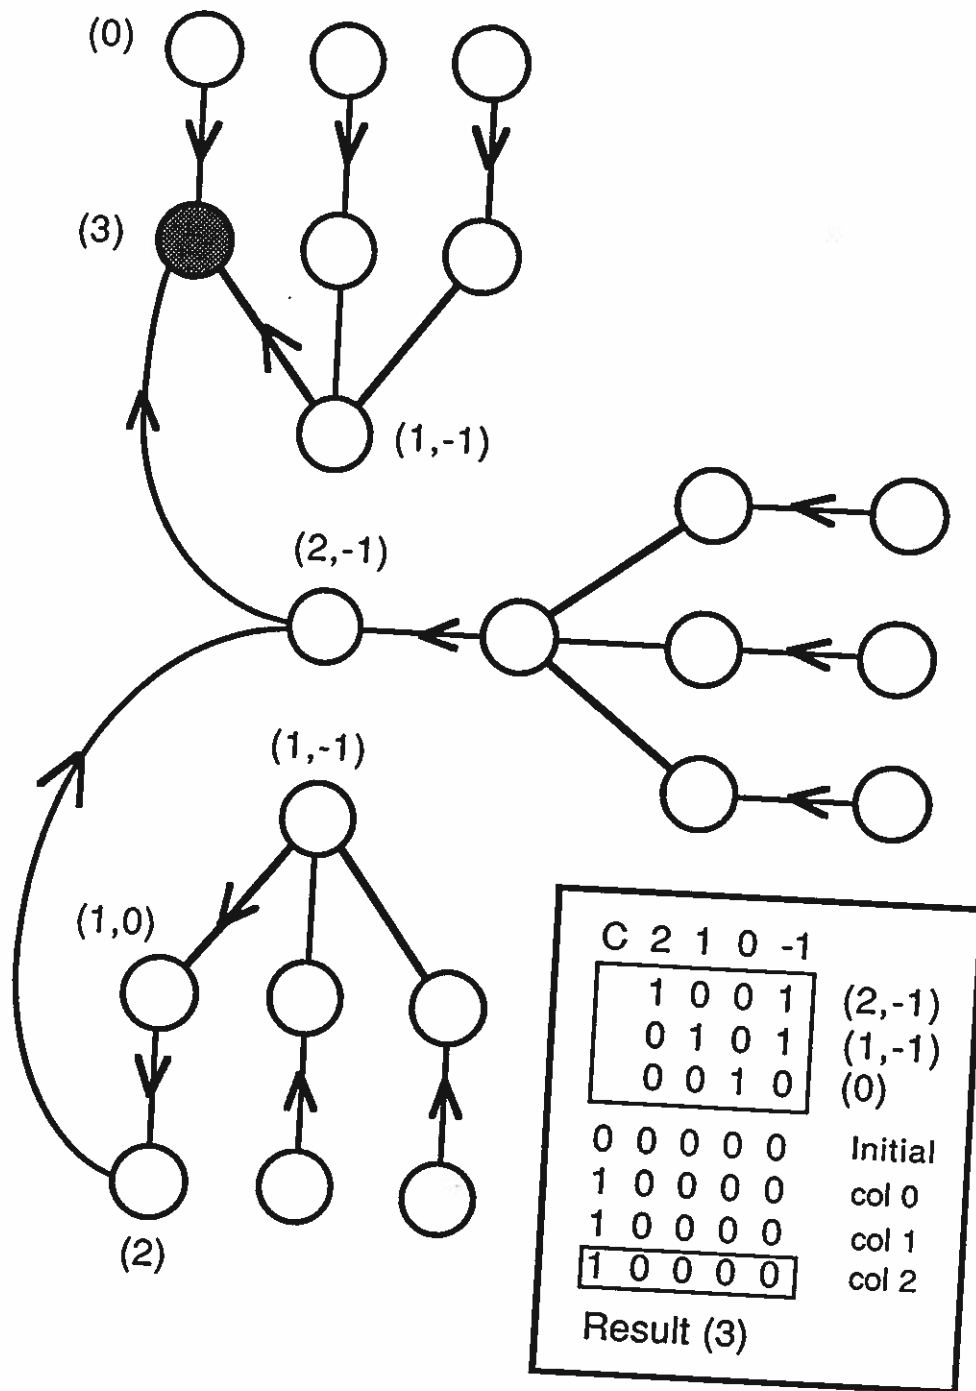 (0)
(3)
(1,-1)
(2,-1)
(1,-1)
(1,0)
(2)
C 2 1 0 -1
1 0 0 1 (2,-1)
0 1 0 1 (1,-1)
0 0 1 0 (0)
0 0 0 0 0 Initial
1 0 0 0 0 col 0
1 0 0 0 0 col 1
1 0 0 0 0 col 2
Result (3)